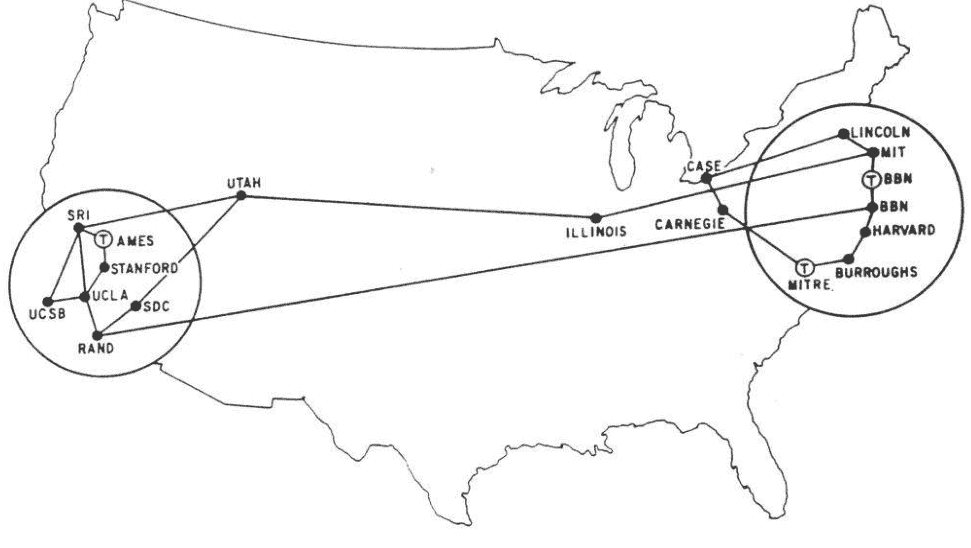 LINCOLN
MIT
CASE
T BBN
UTAH
BBN
SRI
CARNEGIE
ILLINOIS
HARVARD
T AMES
STANFORD
T
BURROUGHS
MITRE
UCLA
SDC
UCSB
RAND